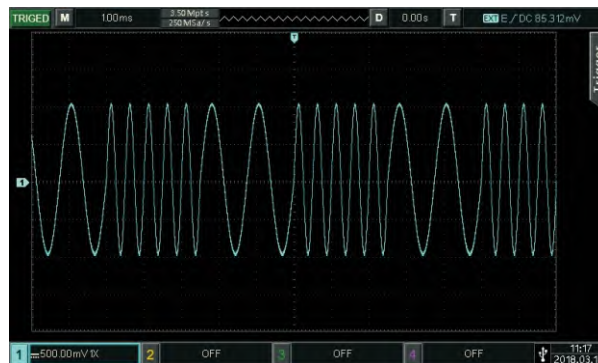 TRIGED M 1.00ms 3.50Mpts D 0.00s T EXT E / DC 85.312mV
250MSa/s
T
Trigger
1
1 500.00mV 1X 2 OFF 3 OFF 4 OFF 11:17
2018.03.1